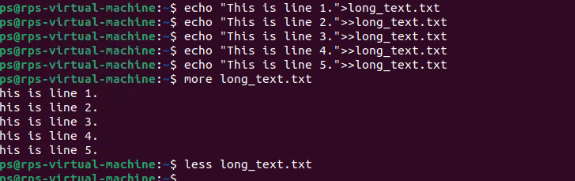 ps@rps-virtual-machine:~$ echo "This is line 1.">long_text.txt
ps@rps-virtual-machine:~$ echo "This is line 2.">>long_text.txt
ps@rps-virtual-machine:~$ echo "This is line 3.">>long_text.txt
ps@rps-virtual-machine:~$ echo "This is line 4.">>long_text.txt
ps@rps-virtual-machine:~$ echo "This is line 5.">>long_text.txt
ps@rps-virtual-machine:~$ more long_text.txt
his is line 1.
his is line 2.
his is line 3.
his is line 4.
his is line 5.
ps@rps-virtual-machine:~$ less long_text.txt
ps@rps-virtual-machine:~$